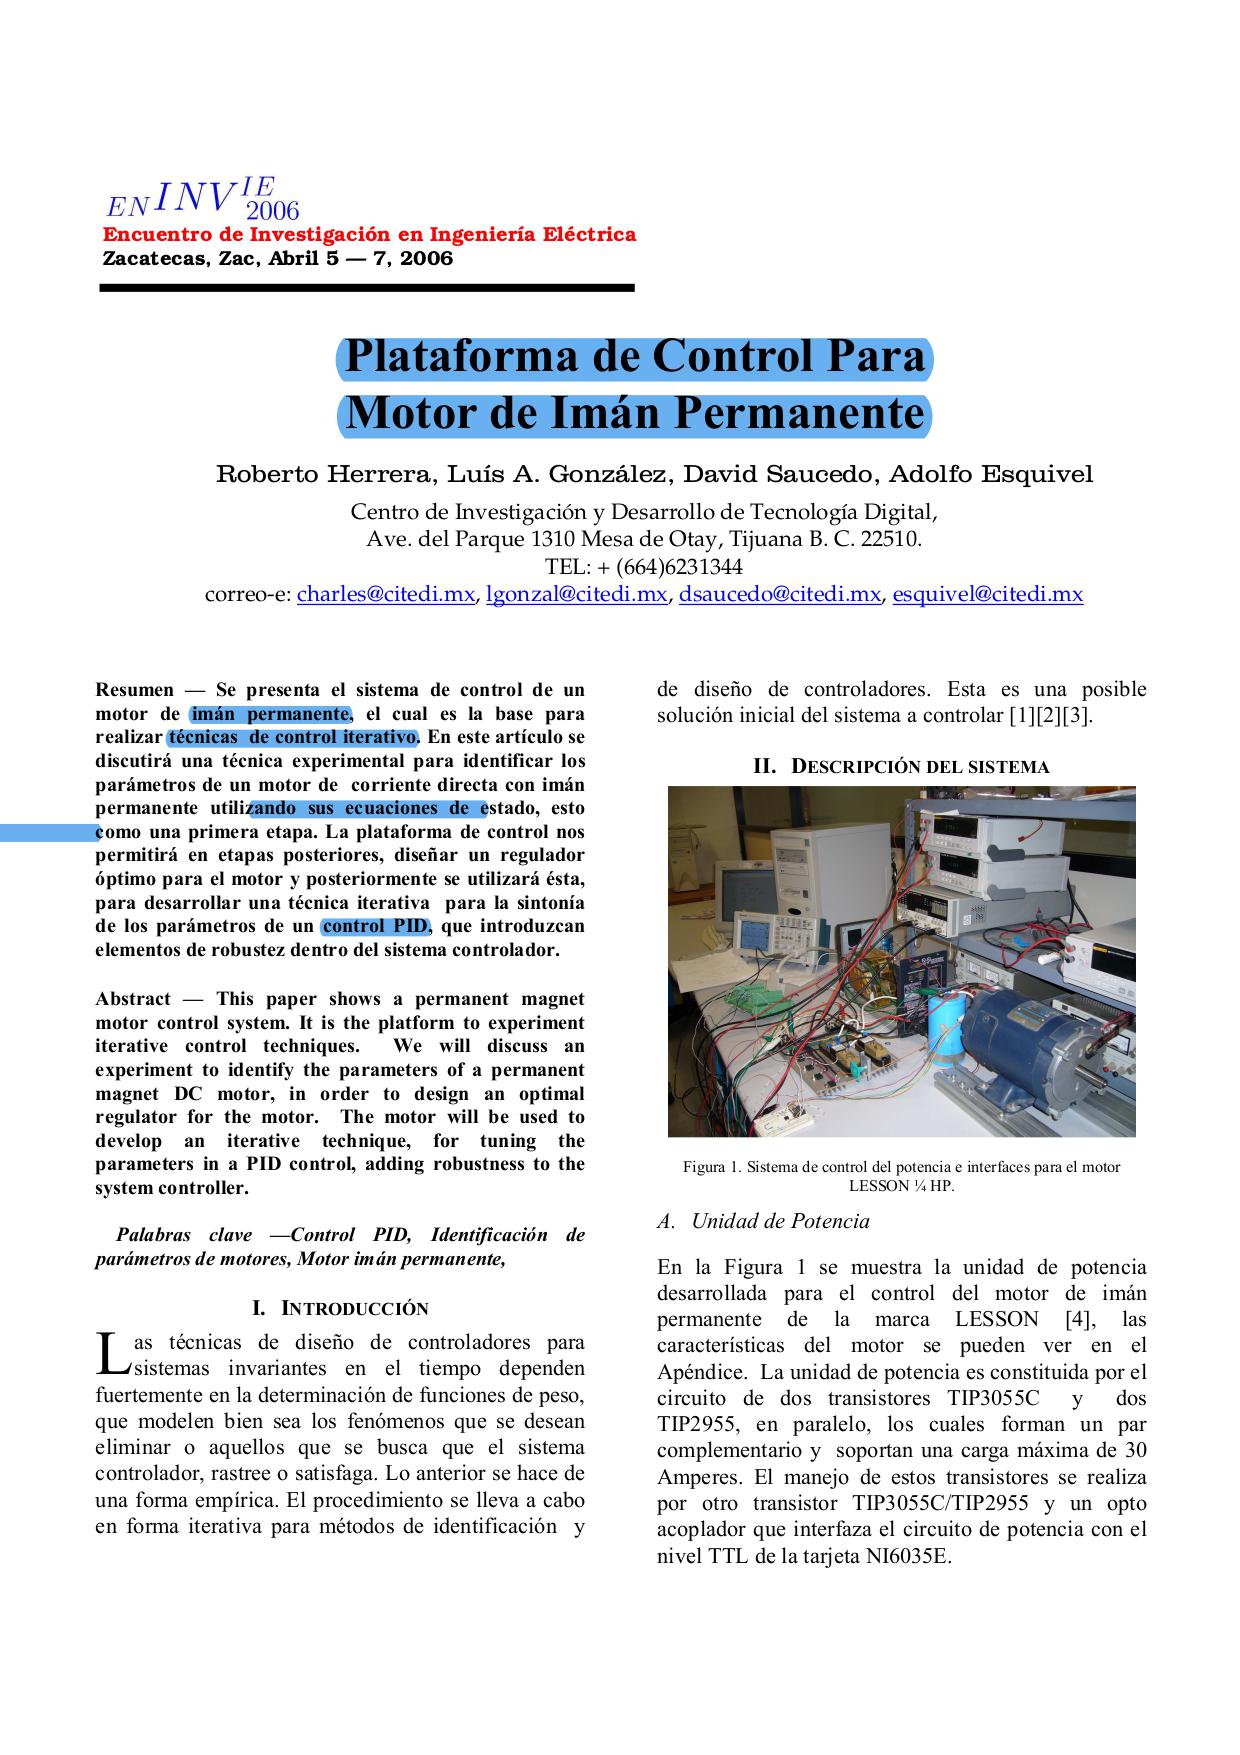 EN INV IE 2006
Encuentro de Investigación en Ingeniería Eléctrica
Zacatecas, Zac, Abril 5 — 7, 2006
Plataforma de Control Para
Motor de Imán Permanente
Roberto Herrera, Luís A. González, David Saucedo, Adolfo Esquivel
Centro de Investigación y Desarrollo de Tecnología Digital,
Ave. del Parque 1310 Mesa de Otay, Tijuana B. C. 22510.
TEL: + (664)6231344
correo-e: charles@citedi.mx, lgonzal@citedi.mx, dsaucedo@citedi.mx, esquivel@citedi.mx
Resumen — Se presenta el sistema de control de un
motor de imán permanente, el cual es la base para
realizar técnicas de control iterativo. En este artículo se
discutirá una técnica experimental para identificar los
parámetros de un motor de corriente directa con imán
permanente utilizando sus ecuaciones de estado, esto
como una primera etapa. La plataforma de control nos
permitirá en etapas posteriores, diseñar un regulador
óptimo para el motor y posteriormente se utilizará ésta,
para desarrollar una técnica iterativa para la sintonía
de los parámetros de un control PID, que introduzcan
elementos de robustez dentro del sistema controlador.
Abstract — This paper shows a permanent magnet
motor control system. It is the platform to experiment
iterative control techniques. We will discuss an
experiment to identify the parameters of a permanent
magnet DC motor, in order to design an optimal
regulator for the motor. The motor will be used to
develop an iterative technique, for tuning the
parameters in a PID control, adding robustness to the
system controller.
Palabras clave —Control PID, Identificación de
parámetros de motores, Motor imán permanente,
I. INTRODUCCIÓN
Las técnicas de diseño de controladores para
sistemas invariantes en el tiempo dependen
fuertemente en la determinación de funciones de peso,
que modelen bien sea los fenómenos que se desean
eliminar o aquellos que se busca que el sistema
controlador, rastree o satisfaga. Lo anterior se hace de
una forma empírica. El procedimiento se lleva a cabo
en forma iterativa para métodos de identificación y
de diseño de controladores. Esta es una posible
solución inicial del sistema a controlar [1][2][3].
II. DESCRIPCIÓN DEL SISTEMA
Figura 1. Sistema de control del potencia e interfaces para el motor
LESSON ¼ HP.
A. Unidad de Potencia
En la Figura 1 se muestra la unidad de potencia
desarrollada para el control del motor de imán
permanente de la marca LESSON [4], las
características del motor se pueden ver en el
Apéndice. La unidad de potencia es constituida por el
circuito de dos transistores TIP3055C y dos
TIP2955, en paralelo, los cuales forman un par
complementario y soportan una carga máxima de 30
Amperes. El manejo de estos transistores se realiza
por otro transistor TIP3055C/TIP2955 y un opto
acoplador que interfaza el circuito de potencia con el
nivel TTL de la tarjeta NI6035E.